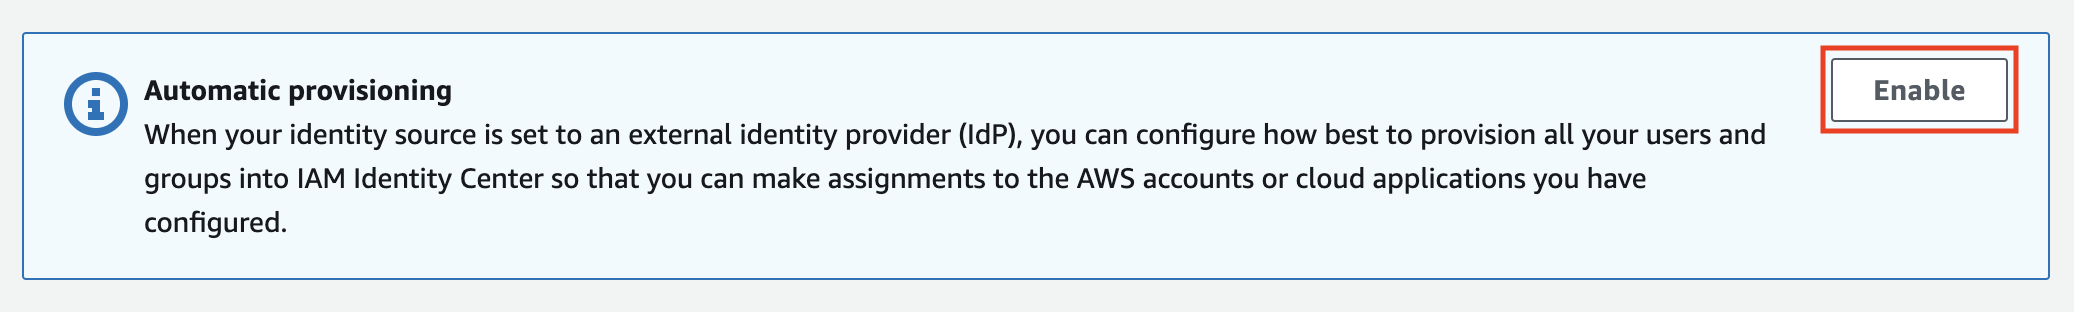 Automatic provisioning
Enable
When your identity source is set to an external identity provider (IdP), you can configure how best to provision all your users and
groups into IAM Identity Center so that you can make assignments to the AWS accounts or cloud applications you have
configured.